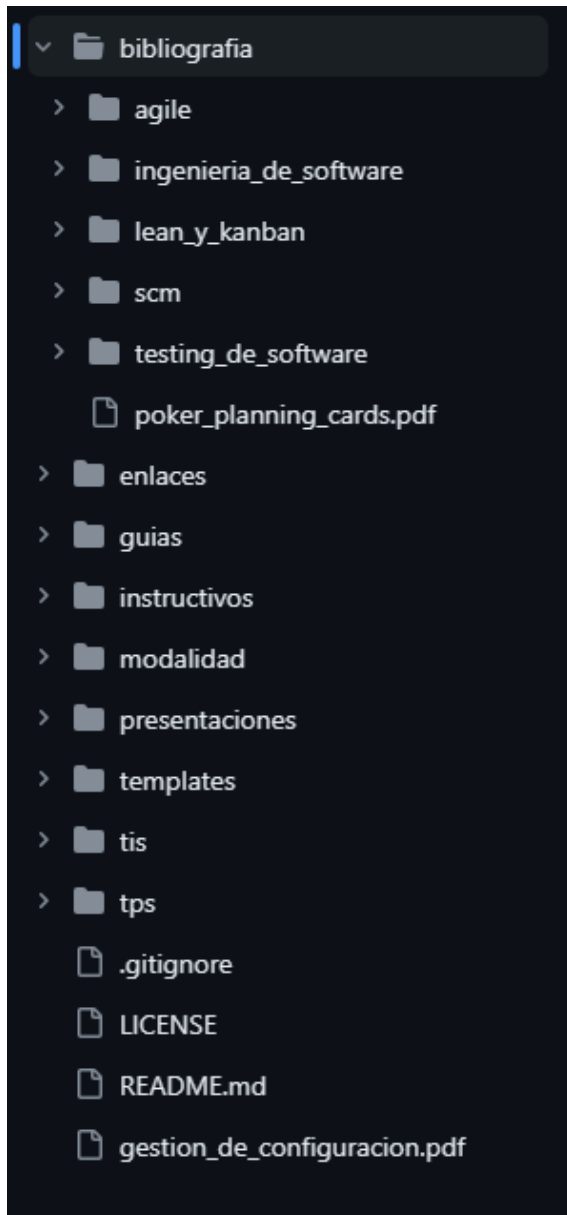 bibliografia
agile
ingenieria_de_software
lean_y_kanban
scm
testing_de_software
poker_planning_cards.pdf
enlaces
guias
instructivos
modalidad
presentaciones
templates
tis
tps
.gitignore
LICENSE
README.md
gestion_de_configuracion.pdf